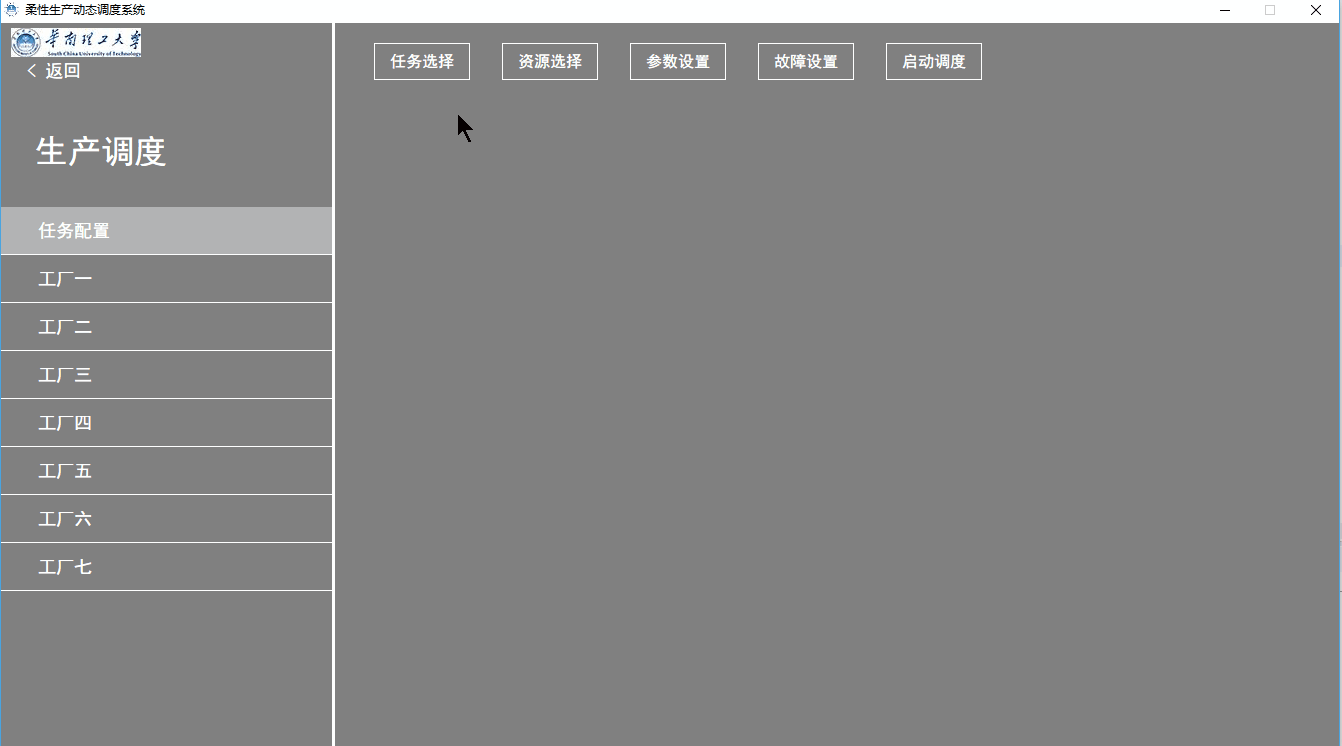 柔性生产动态调度系统
华南理工大学
South China University of Technology
返回
任务选择 资源选择 参数设置 故障设置 启动调度
生产调度
任务配置
工厂一
工厂二
工厂三
工厂四
工厂五
工厂六
工厂七